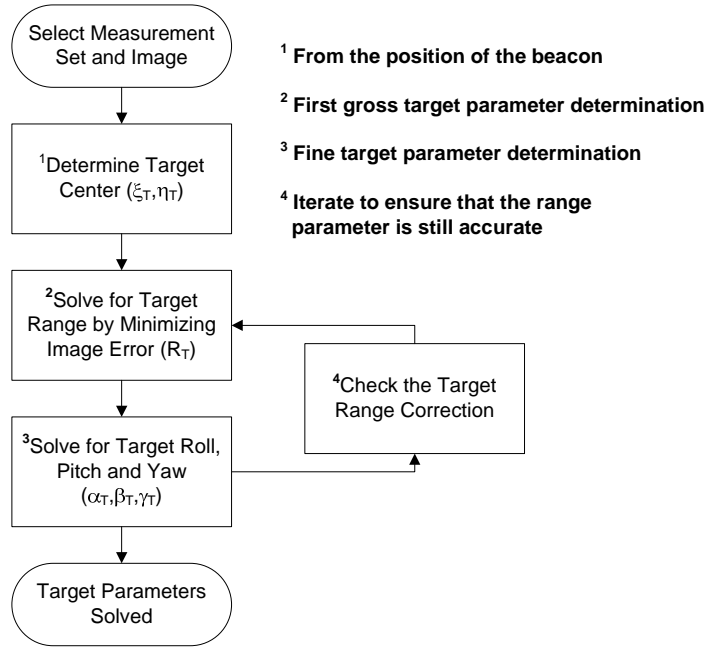 Select Measurement
Set and Image
¹Determine Target
Center (ξT,ηT)
²Solve for Target
Range by Minimizing
Image Error (RT)
³Solve for Target Roll,
Pitch and Yaw
(αT,βT,γT)
Target Parameters
Solved
⁴Check the Target
Range Correction
¹ From the position of the beacon
² First gross target parameter determination
³ Fine target parameter determination
⁴ Iterate to ensure that the range
parameter is still accurate